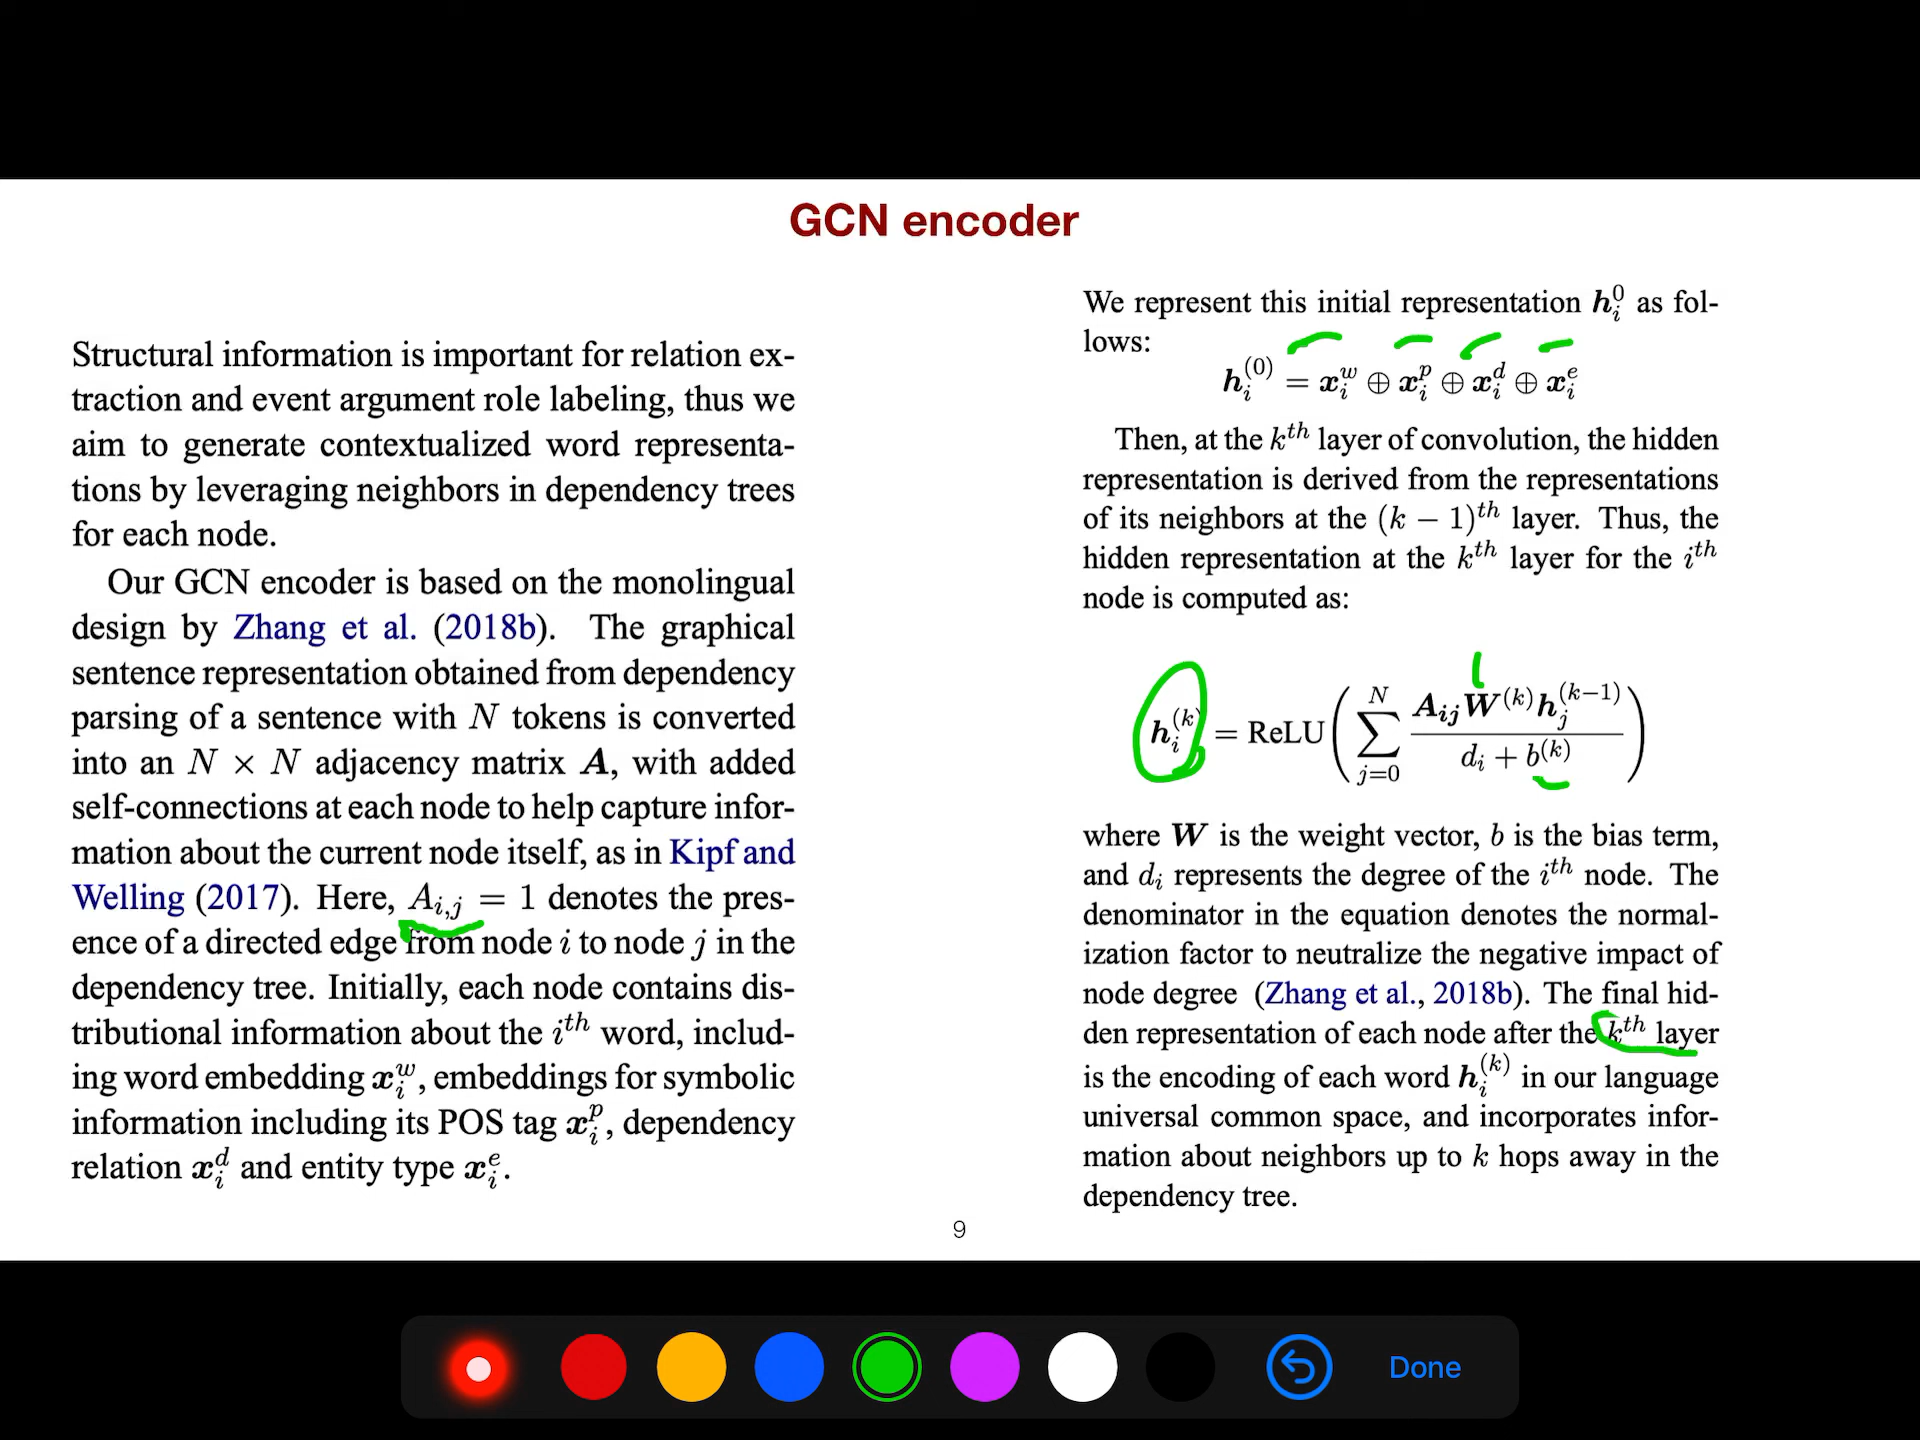 GCN encoder
Structural information is important for relation ex-
traction and event argument role labeling, thus we
aim to generate contextualized word representa-
tions by leveraging neighbors in dependency trees
for each node.
Our GCN encoder is based on the monolingual
design by Zhang et al. (2018b). The graphical
sentence representation obtained from dependency
parsing of a sentence with N tokens is converted
into an N × N adjacency matrix A, with added
self-connections at each node to help capture infor-
mation about the current node itself, as in Kipf and
Welling (2017). Here, A_{i,j} = 1 denotes the pres-
ence of a directed edge from node i to node j in the
dependency tree. Initially, each node contains dis-
tributional information about the i^{th} word, includ-
ing word embedding x_i^w, embeddings for symbolic
information including its POS tag x_i^p, dependency
relation x_i^d and entity type x_i^e.
We represent this initial representation h_i^0 as fol-
lows:
h_i^{(0)} = x_i^w ⊕ x_i^p ⊕ x_i^d ⊕ x_i^e
Then, at the k^{th} layer of convolution, the hidden
representation is derived from the representations
of its neighbors at the (k − 1)^{th} layer. Thus, the
hidden representation at the k^{th} layer for the i^{th}
node is computed as:
h_i^{(k)} = ReLU ( \sum_{j=0}^{N} \frac{A_{ij} W^{(k)} h_j^{(k−1)}}{d_i + b^{(k)}} )
where W is the weight vector, b is the bias term,
and d_i represents the degree of the i^{th} node. The
denominator in the equation denotes the normal-
ization factor to neutralize the negative impact of
node degree (Zhang et al., 2018b). The final hid-
den representation of each node after the k^{th} layer
is the encoding of each word h_i^{(k)} in our language
universal common space, and incorporates infor-
mation about neighbors up to k hops away in the
dependency tree.
9
Done